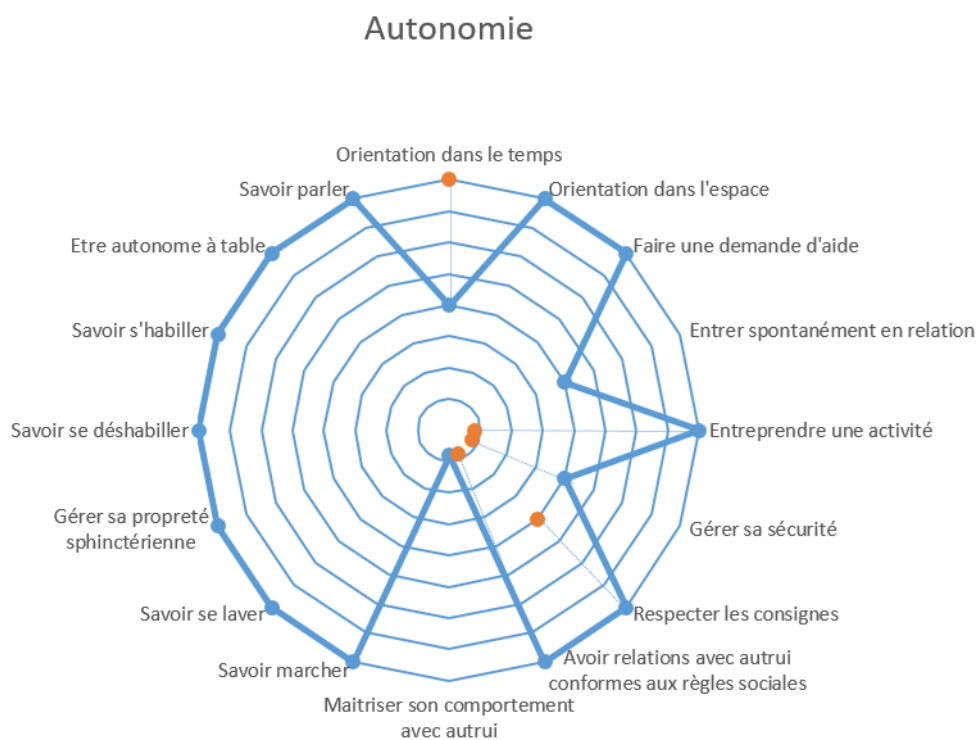 Autonomie
Orientation dans le temps
Savoir parler
Orientation dans l'espace
Etre autonome à table
Faire une demande d'aide
Savoir s'habiller
Entrer spontanément en relation
Savoir se déshabiller
Entreprendre une activité
Gérer sa propreté
sphinctérienne
Gérer sa sécurité
Savoir se laver
Respecter les consignes
Savoir marcher
Avoir relations avec autrui
conformes aux règles sociales
Maitriser son comportement
avec autrui